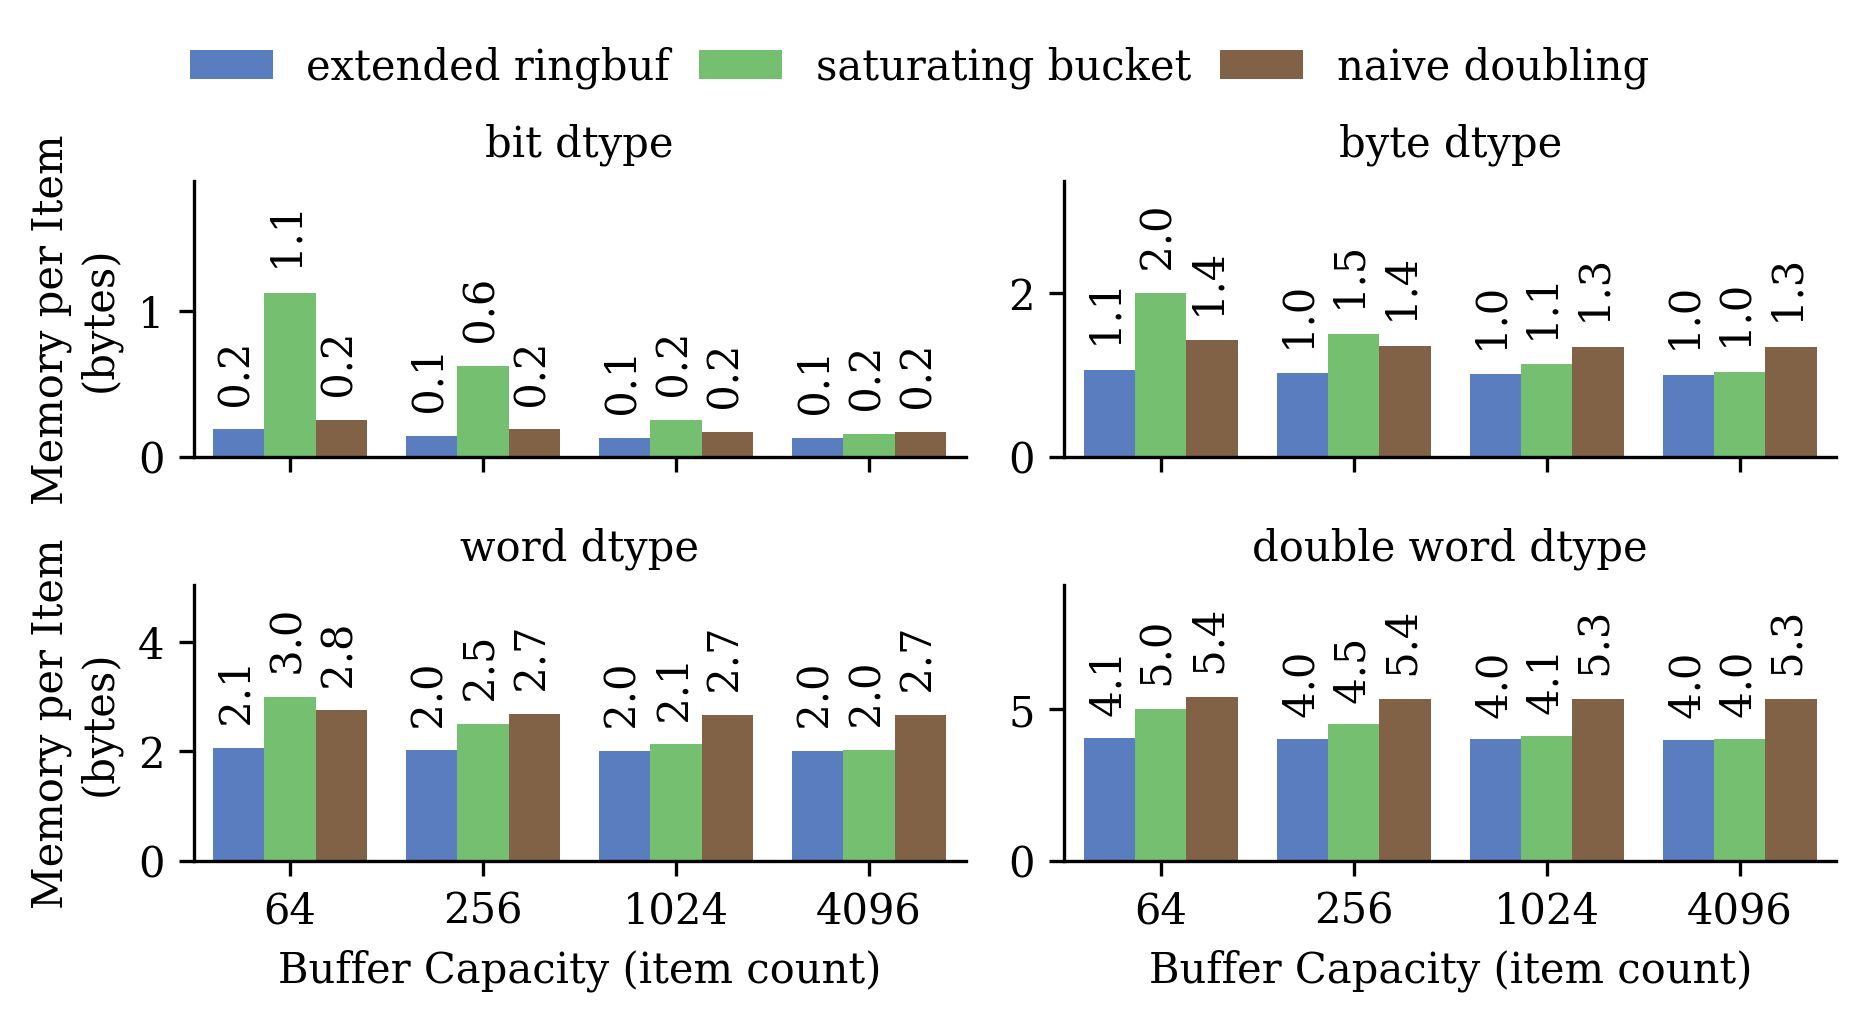 extended ringbuf saturating bucket naive doubling
bit dtype
Memory per Item
(bytes)
1
0
0.2 1.1 0.2
0.1 0.6 0.2
0.1 0.2 0.2
0.1 0.2 0.2
byte dtype
2
0
1.1 2.0 1.4
1.0 1.5 1.4
1.0 1.1 1.3
1.0 1.0 1.3
word dtype
Memory per Item
(bytes)
4
2
0
2.1 3.0 2.8
2.0 2.5 2.7
2.0 2.1 2.7
2.0 2.0 2.7
64 256 1024 4096
Buffer Capacity (item count)
double word dtype
5
0
4.1 5.0 5.4
4.0 4.5 5.4
4.0 4.1 5.3
4.0 4.0 5.3
64 256 1024 4096
Buffer Capacity (item count)